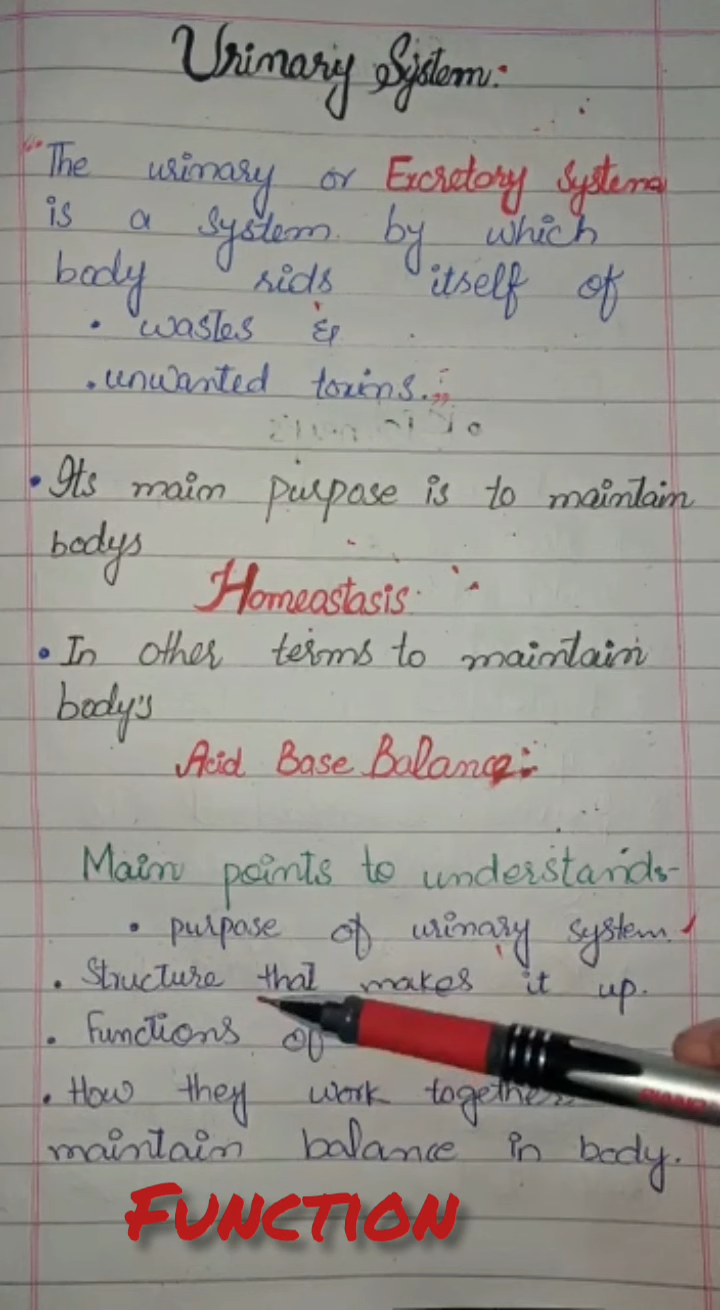 Urinary System:
"The urinary or Excretory System
is a system by which
body rids itself of
• wastes &
• unwanted toxins."
• Its main purpose is to maintain
bodys
Homeastasis
• In other terms to maintain
body's
Acid Base Balance:
Main points to understands-
• purpose of urinary system.
• Structure that makes it up.
• Functions of
• How they work together
maintain balance in body.
PIANO
FUNCTION